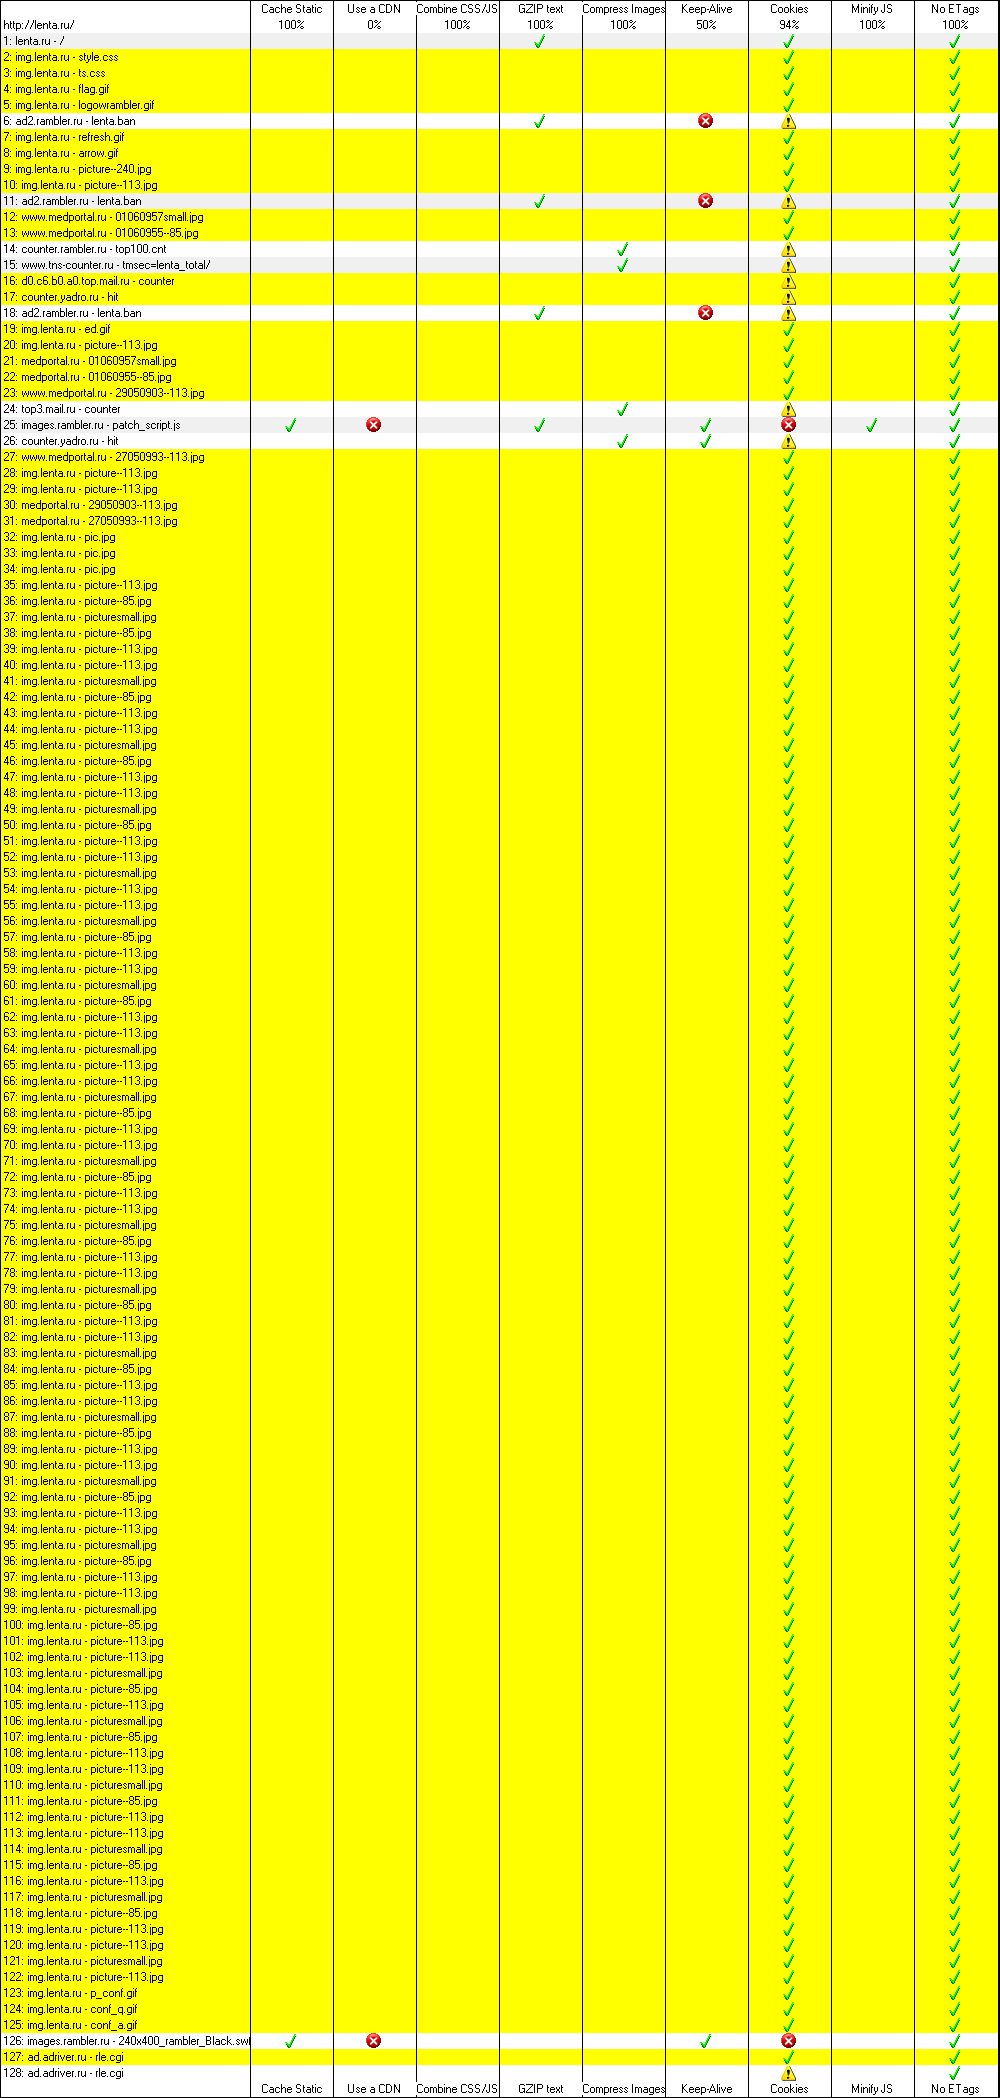 Cache Static Use a CDN Combine CSS/JS GZIP text Compress Images Keep-Alive Cookies Minify JS No ETags
http://lenta.ru/ 100% 0% 100% 100% 100% 50% 94% 100% 100%
1: lenta.ru - /
2: img.lenta.ru - style.css
3: img.lenta.ru - ts.css
4: img.lenta.ru - flag.gif
5: img.lenta.ru - logowrambler.gif
6: ad2.rambler.ru - lenta.ban
7: img.lenta.ru - refresh.gif
8: img.lenta.ru - arrow.gif
9: img.lenta.ru - picture--240.jpg
10: img.lenta.ru - picture--113.jpg
11: ad2.rambler.ru - lenta.ban
12: www.medportal.ru - 01060957small.jpg
13: www.medportal.ru - 01060955--85.jpg
14: counter.rambler.ru - top100.cnt
15: www.tns-counter.ru - tmsec=lenta_total/
16: d0.c6.b0.a0.top.mail.ru - counter
17: counter.yadro.ru - hit
18: ad2.rambler.ru - lenta.ban
19: img.lenta.ru - ed.gif
20: img.lenta.ru - picture--113.jpg
21: medportal.ru - 01060957small.jpg
22: medportal.ru - 01060955--85.jpg
23: www.medportal.ru - 29050903--113.jpg
24: top3.mail.ru - counter
25: images.rambler.ru - patch_script.js
26: counter.yadro.ru - hit
27: www.medportal.ru - 27050993--113.jpg
28: img.lenta.ru - picture--113.jpg
29: img.lenta.ru - picture--113.jpg
30: medportal.ru - 29050903--113.jpg
31: medportal.ru - 27050993--113.jpg
32: img.lenta.ru - pic.jpg
33: img.lenta.ru - pic.jpg
34: img.lenta.ru - pic.jpg
35: img.lenta.ru - picture--113.jpg
36: img.lenta.ru - picture--85.jpg
37: img.lenta.ru - picturesmall.jpg
38: img.lenta.ru - picture--85.jpg
39: img.lenta.ru - picture--113.jpg
40: img.lenta.ru - picture--113.jpg
41: img.lenta.ru - picturesmall.jpg
42: img.lenta.ru - picture--85.jpg
43: img.lenta.ru - picture--113.jpg
44: img.lenta.ru - picture--113.jpg
45: img.lenta.ru - picturesmall.jpg
46: img.lenta.ru - picture--85.jpg
47: img.lenta.ru - picture--113.jpg
48: img.lenta.ru - picture--113.jpg
49: img.lenta.ru - picturesmall.jpg
50: img.lenta.ru - picture--85.jpg
51: img.lenta.ru - picture--113.jpg
52: img.lenta.ru - picture--113.jpg
53: img.lenta.ru - picturesmall.jpg
54: img.lenta.ru - picture--113.jpg
55: img.lenta.ru - picture--113.jpg
56: img.lenta.ru - picturesmall.jpg
57: img.lenta.ru - picture--85.jpg
58: img.lenta.ru - picture--113.jpg
59: img.lenta.ru - picture--113.jpg
60: img.lenta.ru - picturesmall.jpg
61: img.lenta.ru - picture--85.jpg
62: img.lenta.ru - picture--113.jpg
63: img.lenta.ru - picture--113.jpg
64: img.lenta.ru - picturesmall.jpg
65: img.lenta.ru - picture--113.jpg
66: img.lenta.ru - picture--113.jpg
67: img.lenta.ru - picturesmall.jpg
68: img.lenta.ru - picture--85.jpg
69: img.lenta.ru - picture--113.jpg
70: img.lenta.ru - picture--113.jpg
71: img.lenta.ru - picturesmall.jpg
72: img.lenta.ru - picture--85.jpg
73: img.lenta.ru - picture--113.jpg
74: img.lenta.ru - picture--113.jpg
75: img.lenta.ru - picturesmall.jpg
76: img.lenta.ru - picture--85.jpg
77: img.lenta.ru - picture--113.jpg
78: img.lenta.ru - picture--113.jpg
79: img.lenta.ru - picturesmall.jpg
80: img.lenta.ru - picture--85.jpg
81: img.lenta.ru - picture--113.jpg
82: img.lenta.ru - picture--113.jpg
83: img.lenta.ru - picturesmall.jpg
84: img.lenta.ru - picture--85.jpg
85: img.lenta.ru - picture--113.jpg
86: img.lenta.ru - picture--113.jpg
87: img.lenta.ru - picturesmall.jpg
88: img.lenta.ru - picture--85.jpg
89: img.lenta.ru - picture--113.jpg
90: img.lenta.ru - picture--113.jpg
91: img.lenta.ru - picturesmall.jpg
92: img.lenta.ru - picture--85.jpg
93: img.lenta.ru - picture--113.jpg
94: img.lenta.ru - picture--113.jpg
95: img.lenta.ru - picturesmall.jpg
96: img.lenta.ru - picture--85.jpg
97: img.lenta.ru - picture--113.jpg
98: img.lenta.ru - picture--113.jpg
99: img.lenta.ru - picturesmall.jpg
100: img.lenta.ru - picture--85.jpg
101: img.lenta.ru - picture--113.jpg
102: img.lenta.ru - picture--113.jpg
103: img.lenta.ru - picturesmall.jpg
104: img.lenta.ru - picture--85.jpg
105: img.lenta.ru - picture--113.jpg
106: img.lenta.ru - picturesmall.jpg
107: img.lenta.ru - picture--85.jpg
108: img.lenta.ru - picture--113.jpg
109: img.lenta.ru - picture--113.jpg
110: img.lenta.ru - picturesmall.jpg
111: img.lenta.ru - picture--85.jpg
112: img.lenta.ru - picture--113.jpg
113: img.lenta.ru - picture--113.jpg
114: img.lenta.ru - picturesmall.jpg
115: img.lenta.ru - picture--85.jpg
116: img.lenta.ru - picture--113.jpg
117: img.lenta.ru - picturesmall.jpg
118: img.lenta.ru - picture--85.jpg
119: img.lenta.ru - picture--113.jpg
120: img.lenta.ru - picture--113.jpg
121: img.lenta.ru - picturesmall.jpg
122: img.lenta.ru - picture--113.jpg
123: img.lenta.ru - p_conf.gif
124: img.lenta.ru - conf_q.gif
125: img.lenta.ru - conf_a.gif
126: images.rambler.ru - 240x400_rambler_Black.swf
127: ad.adriver.ru - rle.cgi
128: ad.adriver.ru - rle.cgi
Cache Static Use a CDN Combine CSS/JS GZIP text Compress Images Keep-Alive Cookies Minify JS No ETags